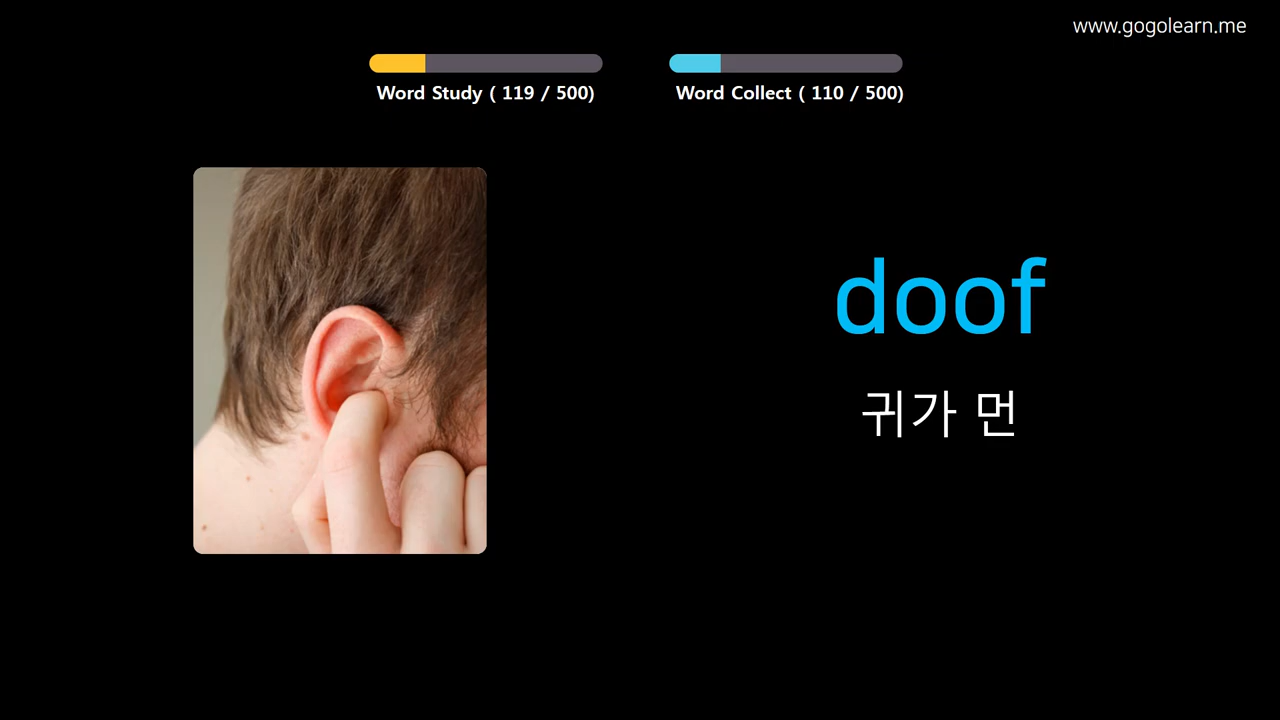 www.gogolearn.me
Word Study ( 119 / 500)
Word Collect ( 110 / 500)
doof
귀가 먼